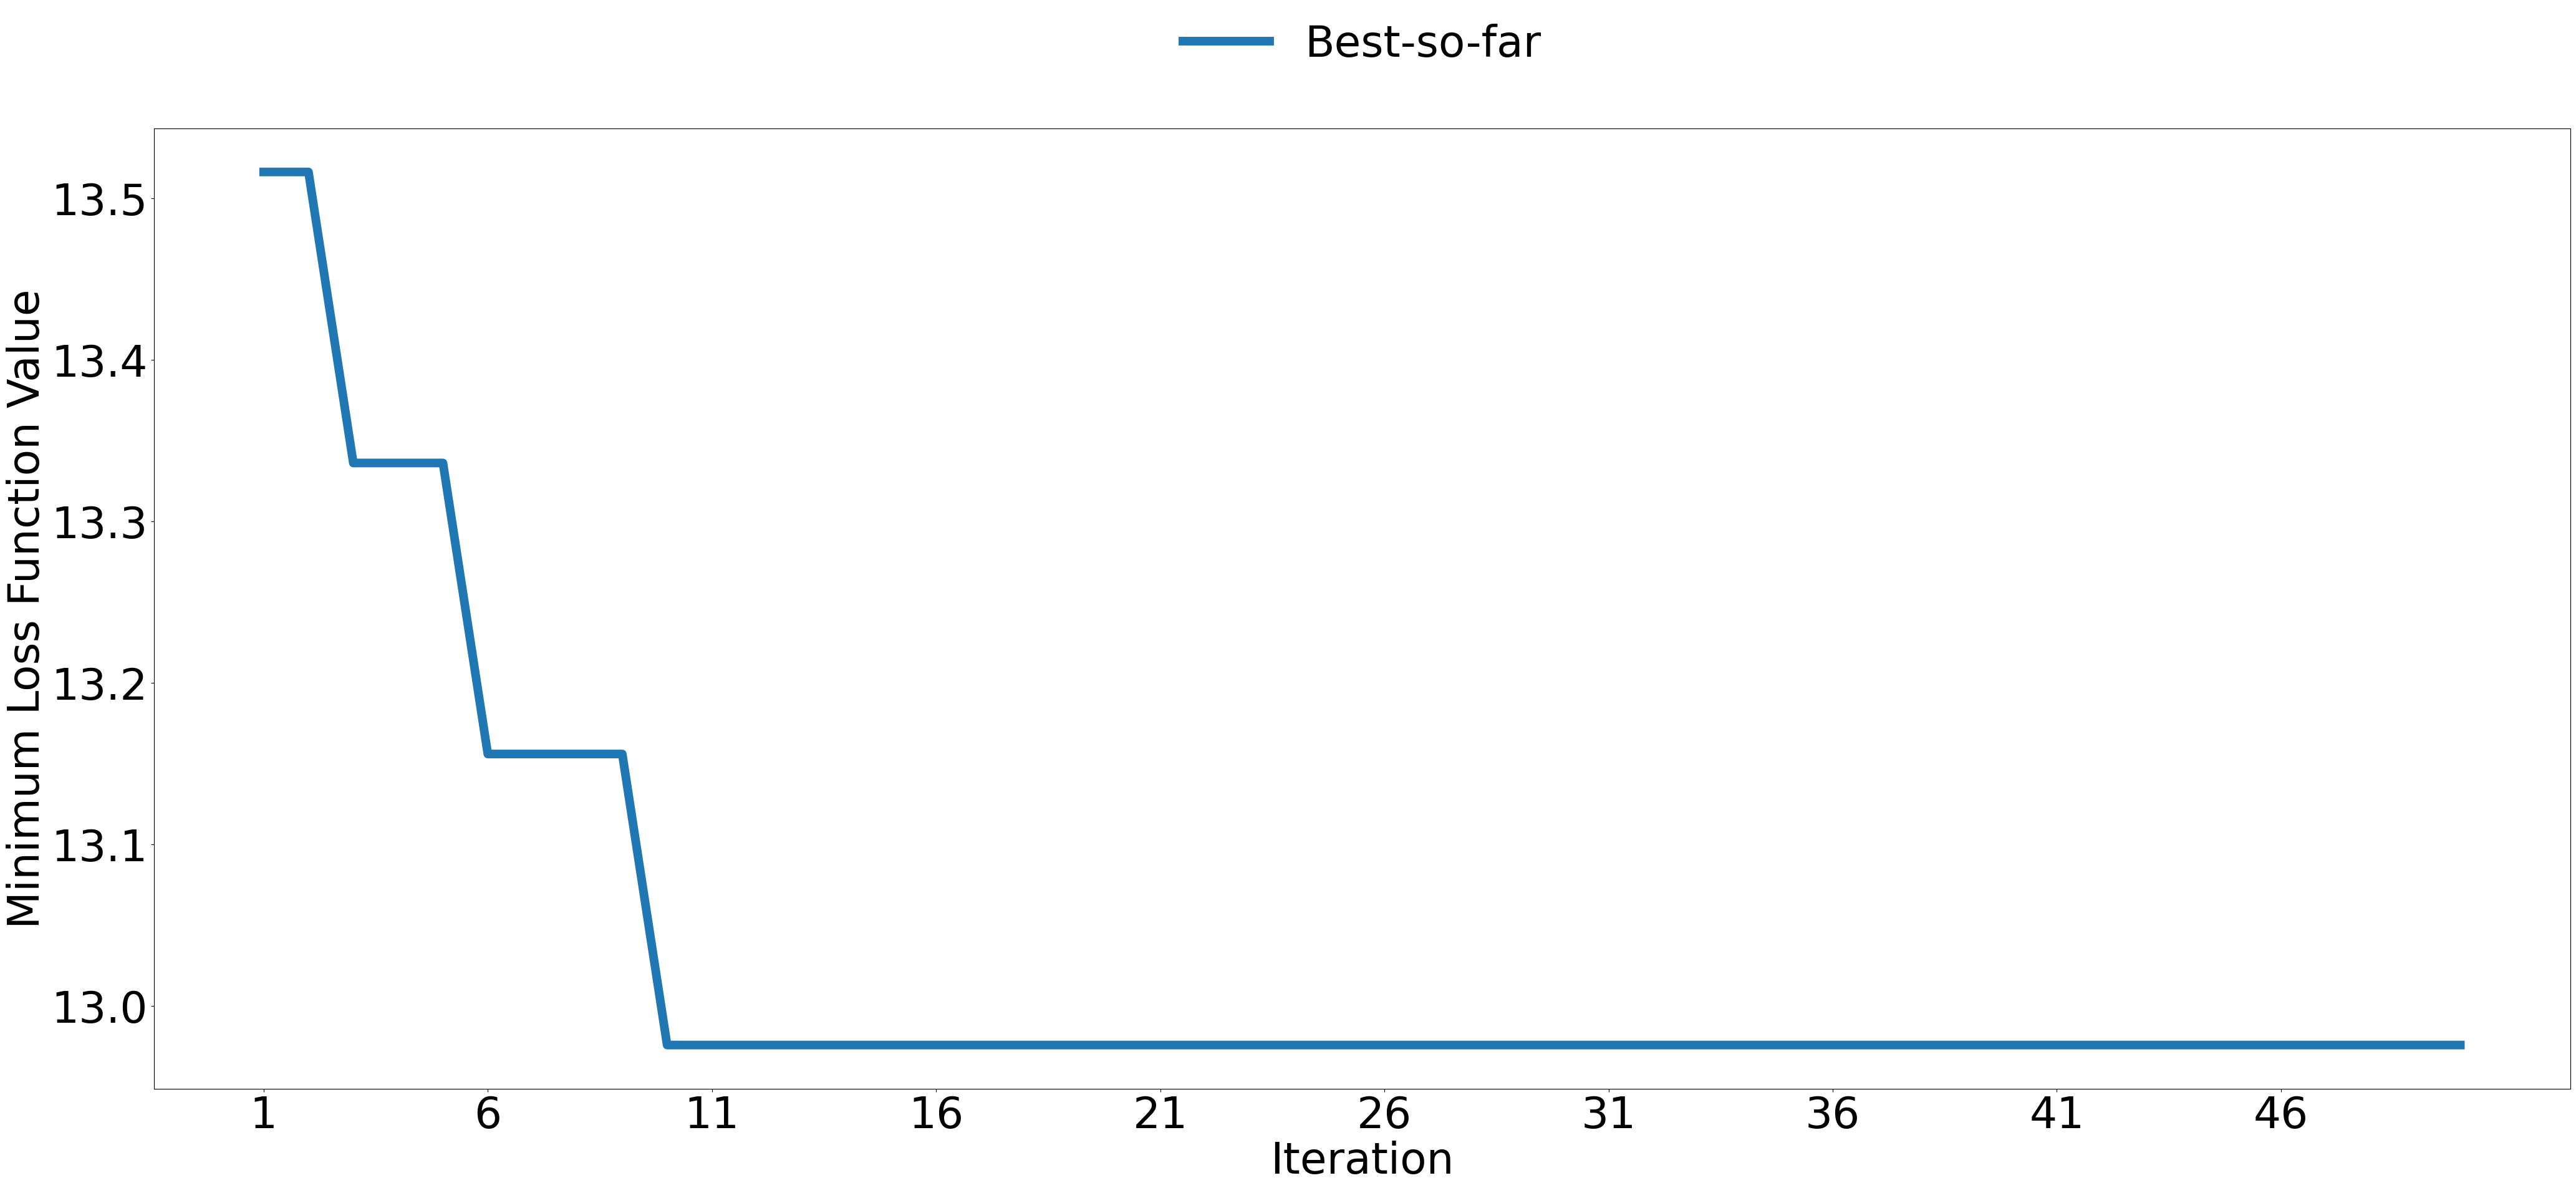 Best-so-far
Minimum Loss Function Value
13.5
13.4
13.3
13.2
13.1
13.0
1 6 11 16 21 26 31 36 41 46
Iteration